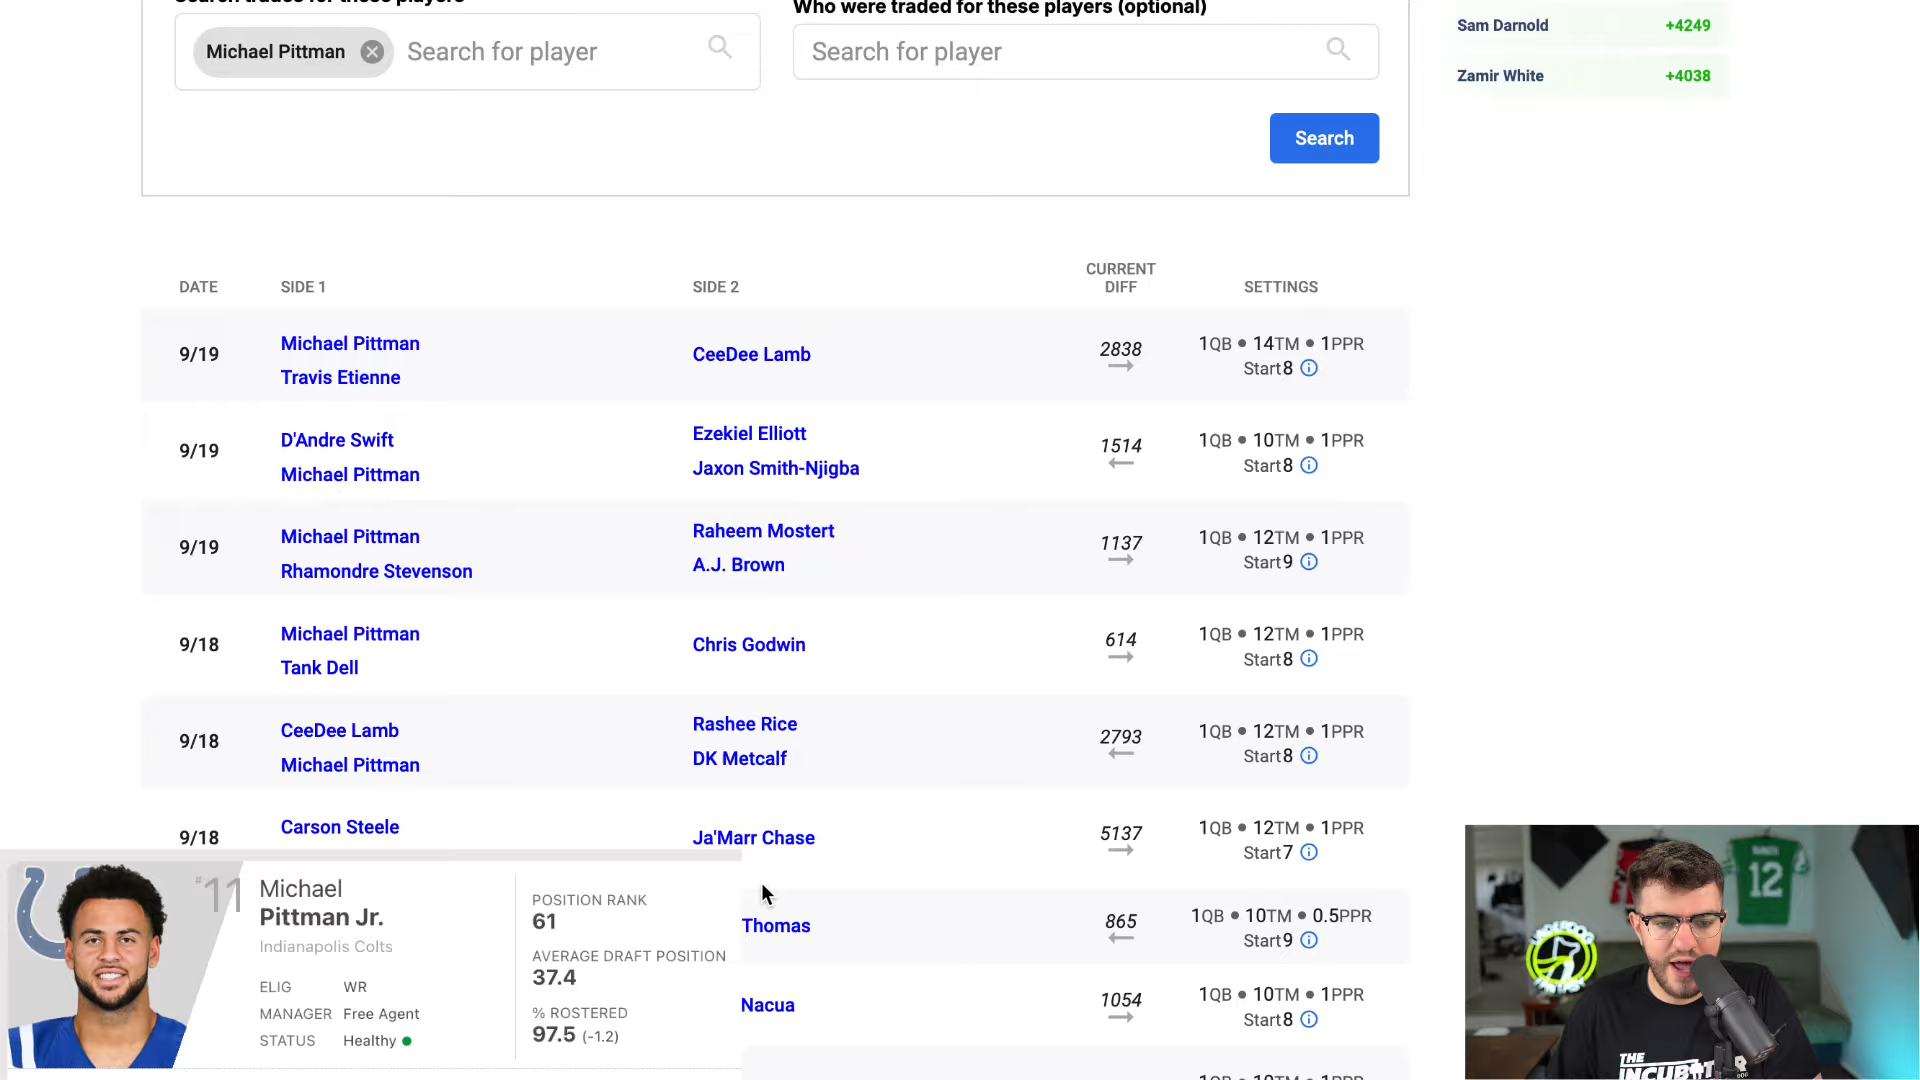 Search trades for these players
Who were traded for these players (optional)
Sam Darnold +4249
Michael Pittman Search for player
Search for player
Zamir White +4038
Search
DATE SIDE 1 SIDE 2 CURRENT DIFF SETTINGS
9/19
Michael Pittman
Travis Etienne
CeeDee Lamb
2838
1QB • 14TM • 1PPR
Start8
9/19
D'Andre Swift
Michael Pittman
Ezekiel Elliott
Jaxon Smith-Njigba
1514
1QB • 10TM • 1PPR
Start8
9/19
Michael Pittman
Rhamondre Stevenson
Raheem Mostert
A.J. Brown
1137
1QB • 12TM • 1PPR
Start9
9/18
Michael Pittman
Tank Dell
Chris Godwin
614
1QB • 12TM • 1PPR
Start8
9/18
CeeDee Lamb
Michael Pittman
Rashee Rice
DK Metcalf
2793
1QB • 12TM • 1PPR
Start8
9/18
Carson Steele
Ja'Marr Chase
5137
1QB • 12TM • 1PPR
Start7
Thomas
865
1QB • 10TM • 0.5PPR
Start9
Nacua
1054
1QB • 10TM • 1PPR
Start8
#11
Michael
Pittman Jr.
Indianapolis Colts
ELIG WR
MANAGER Free Agent
STATUS Healthy
POSITION RANK
61
AVERAGE DRAFT POSITION
37.4
% ROSTERED
97.5 (-1.2)
UNDERDOG
12
THE